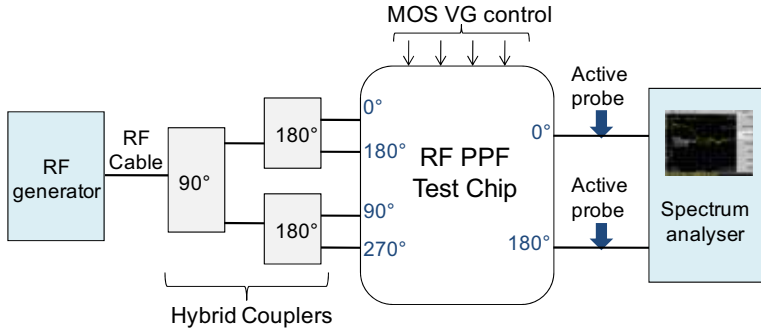 MOS VG control
RF
generator
RF
Cable
90°
180°
180°
Hybrid Couplers
0°
180°
90°
270°
RF PPF
Test Chip
0°
180°
Active
probe
Active
probe
Spectrum
analyser